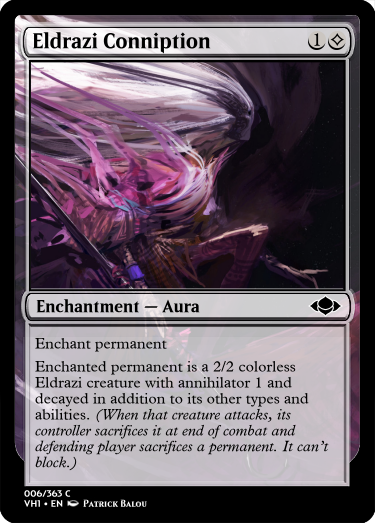 Eldrazi Conniption 1
Enchantment — Aura
Enchant permanent
Enchanted permanent is a 2/2 colorless
Eldrazi creature with annihilator 1 and
decayed in addition to its other types and
abilities. (When that creature attacks, its
controller sacrifices it at end of combat and
defending player sacrifices a permanent. It can't
block.)
006/363 C
VH1 • EN Patrick Balou